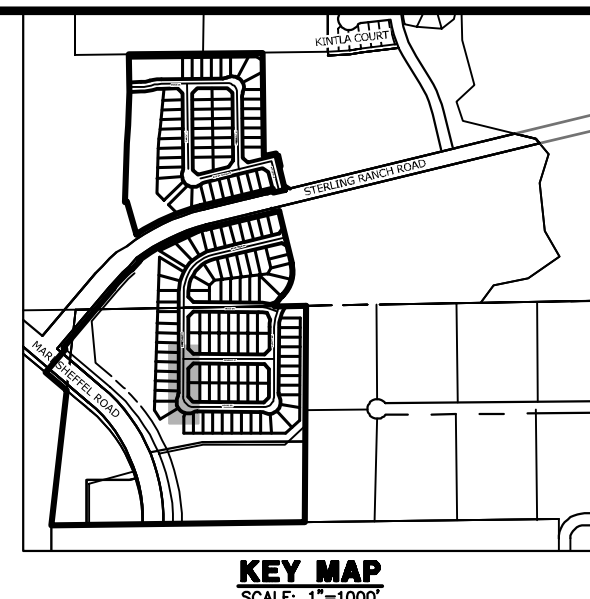 KINTLA COURT
STERLING RANCH ROAD
MARKSHEFFEL ROAD
KEY MAP
SCALE: 1"=1000'